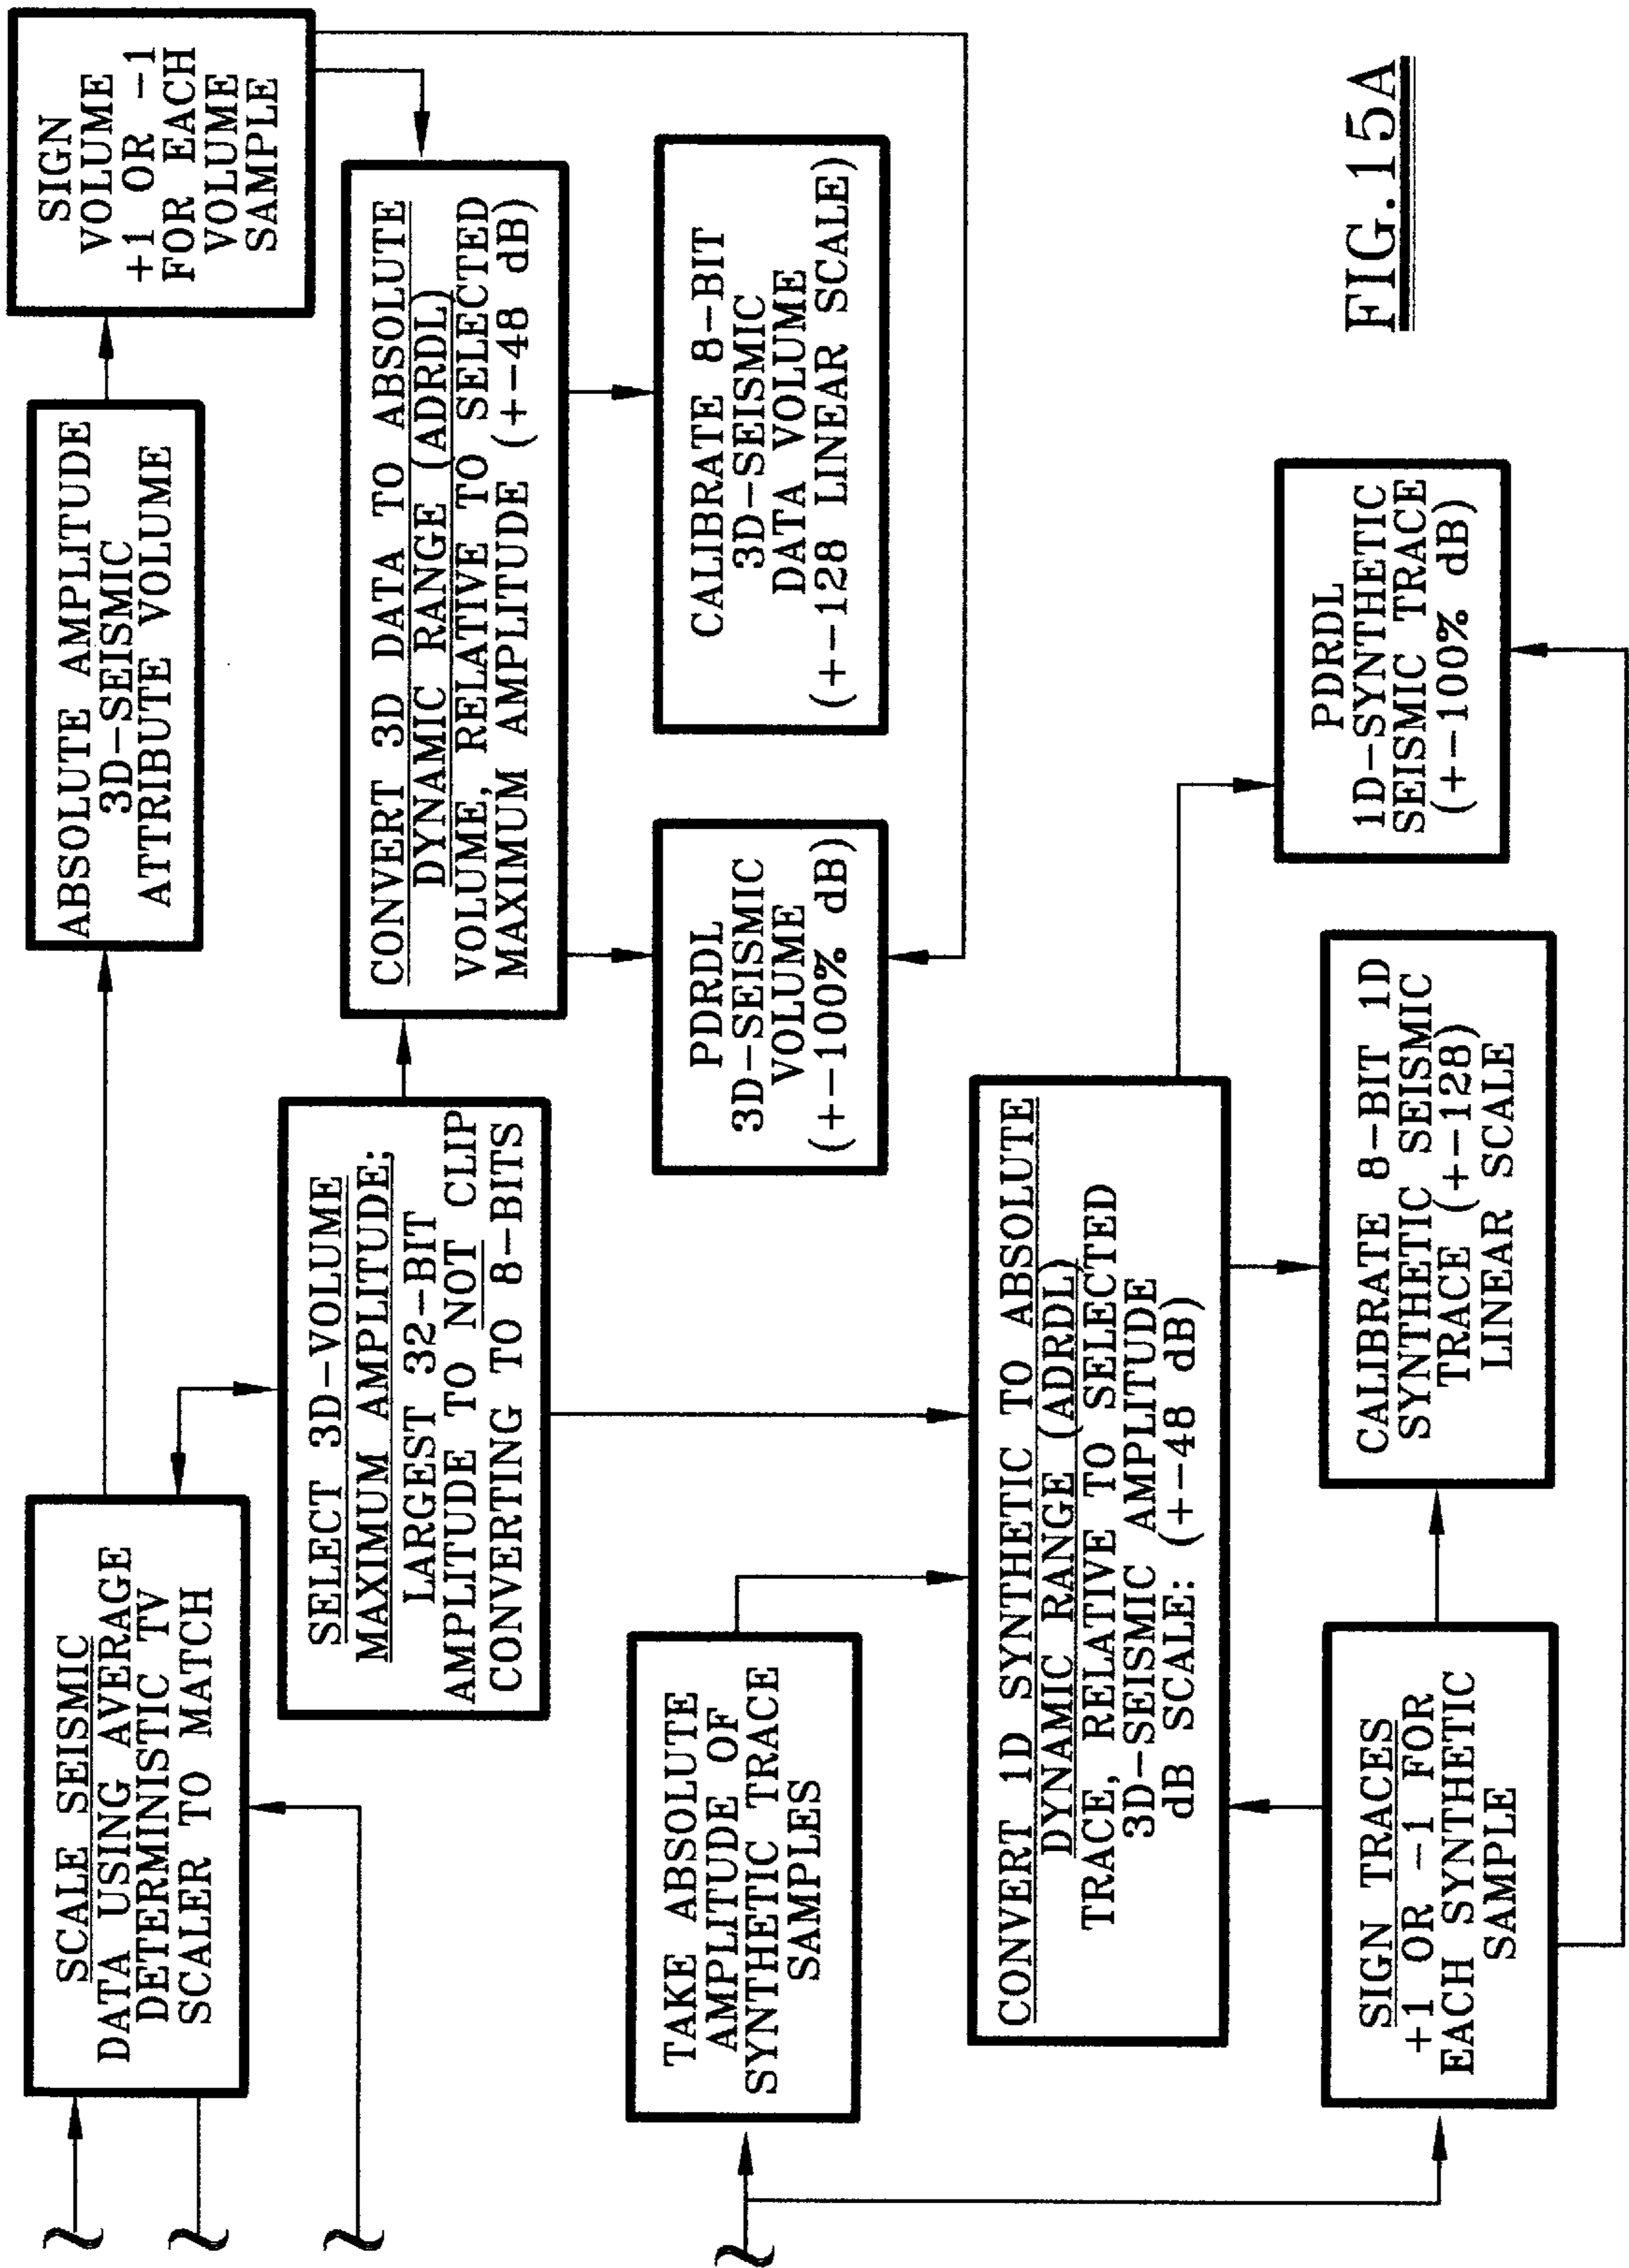 SCALE SEISMIC
DATA USING AVERAGE
DETERMINISTIC TV
SCALER TO MATCH
ABSOLUTE AMPLITUDE
3D-SEISMIC
ATTRIBUTE VOLUME
SIGN
VOLUME
+1 OR -1
FOR EACH
VOLUME
SAMPLE
SELECT 3D-VOLUME
MAXIMUM AMPLITUDE;
LARGEST 32-BIT
AMPLITUDE TO NOT CLIP
CONVERTING TO 8-BITS
CONVERT 3D DATA TO ABSOLUTE
DYNAMIC RANGE (ADRDL)
VOLUME, RELATIVE TO SELECTED
MAXIMUM AMPLITUDE (+-48 dB)
PDRDL
3D-SEISMIC
VOLUME
(+-100% dB)
CALIBRATE 8-BIT
3D-SEISMIC
DATA VOLUME
(+-128 LINEAR SCALE)
TAKE ABSOLUTE
AMPLITUDE OF
SYNTHETIC TRACE
SAMPLES
CONVERT 1D SYNTHETIC TO ABSOLUTE
DYNAMIC RANGE (ADRDL)
TRACE, RELATIVE TO SELECTED
3D-SEISMIC AMPLITUDE
dB SCALE: (+-48 dB)
SIGN TRACES
+1 OR -1 FOR
EACH SYNTHETIC
SAMPLE
CALIBRATE 8-BIT 1D
SYNTHETIC SEISMIC
TRACE (+-128)
LINEAR SCALE
PDRDL
1D-SYNTHETIC
SEISMIC TRACE
(+-100% dB)
FIG.15A